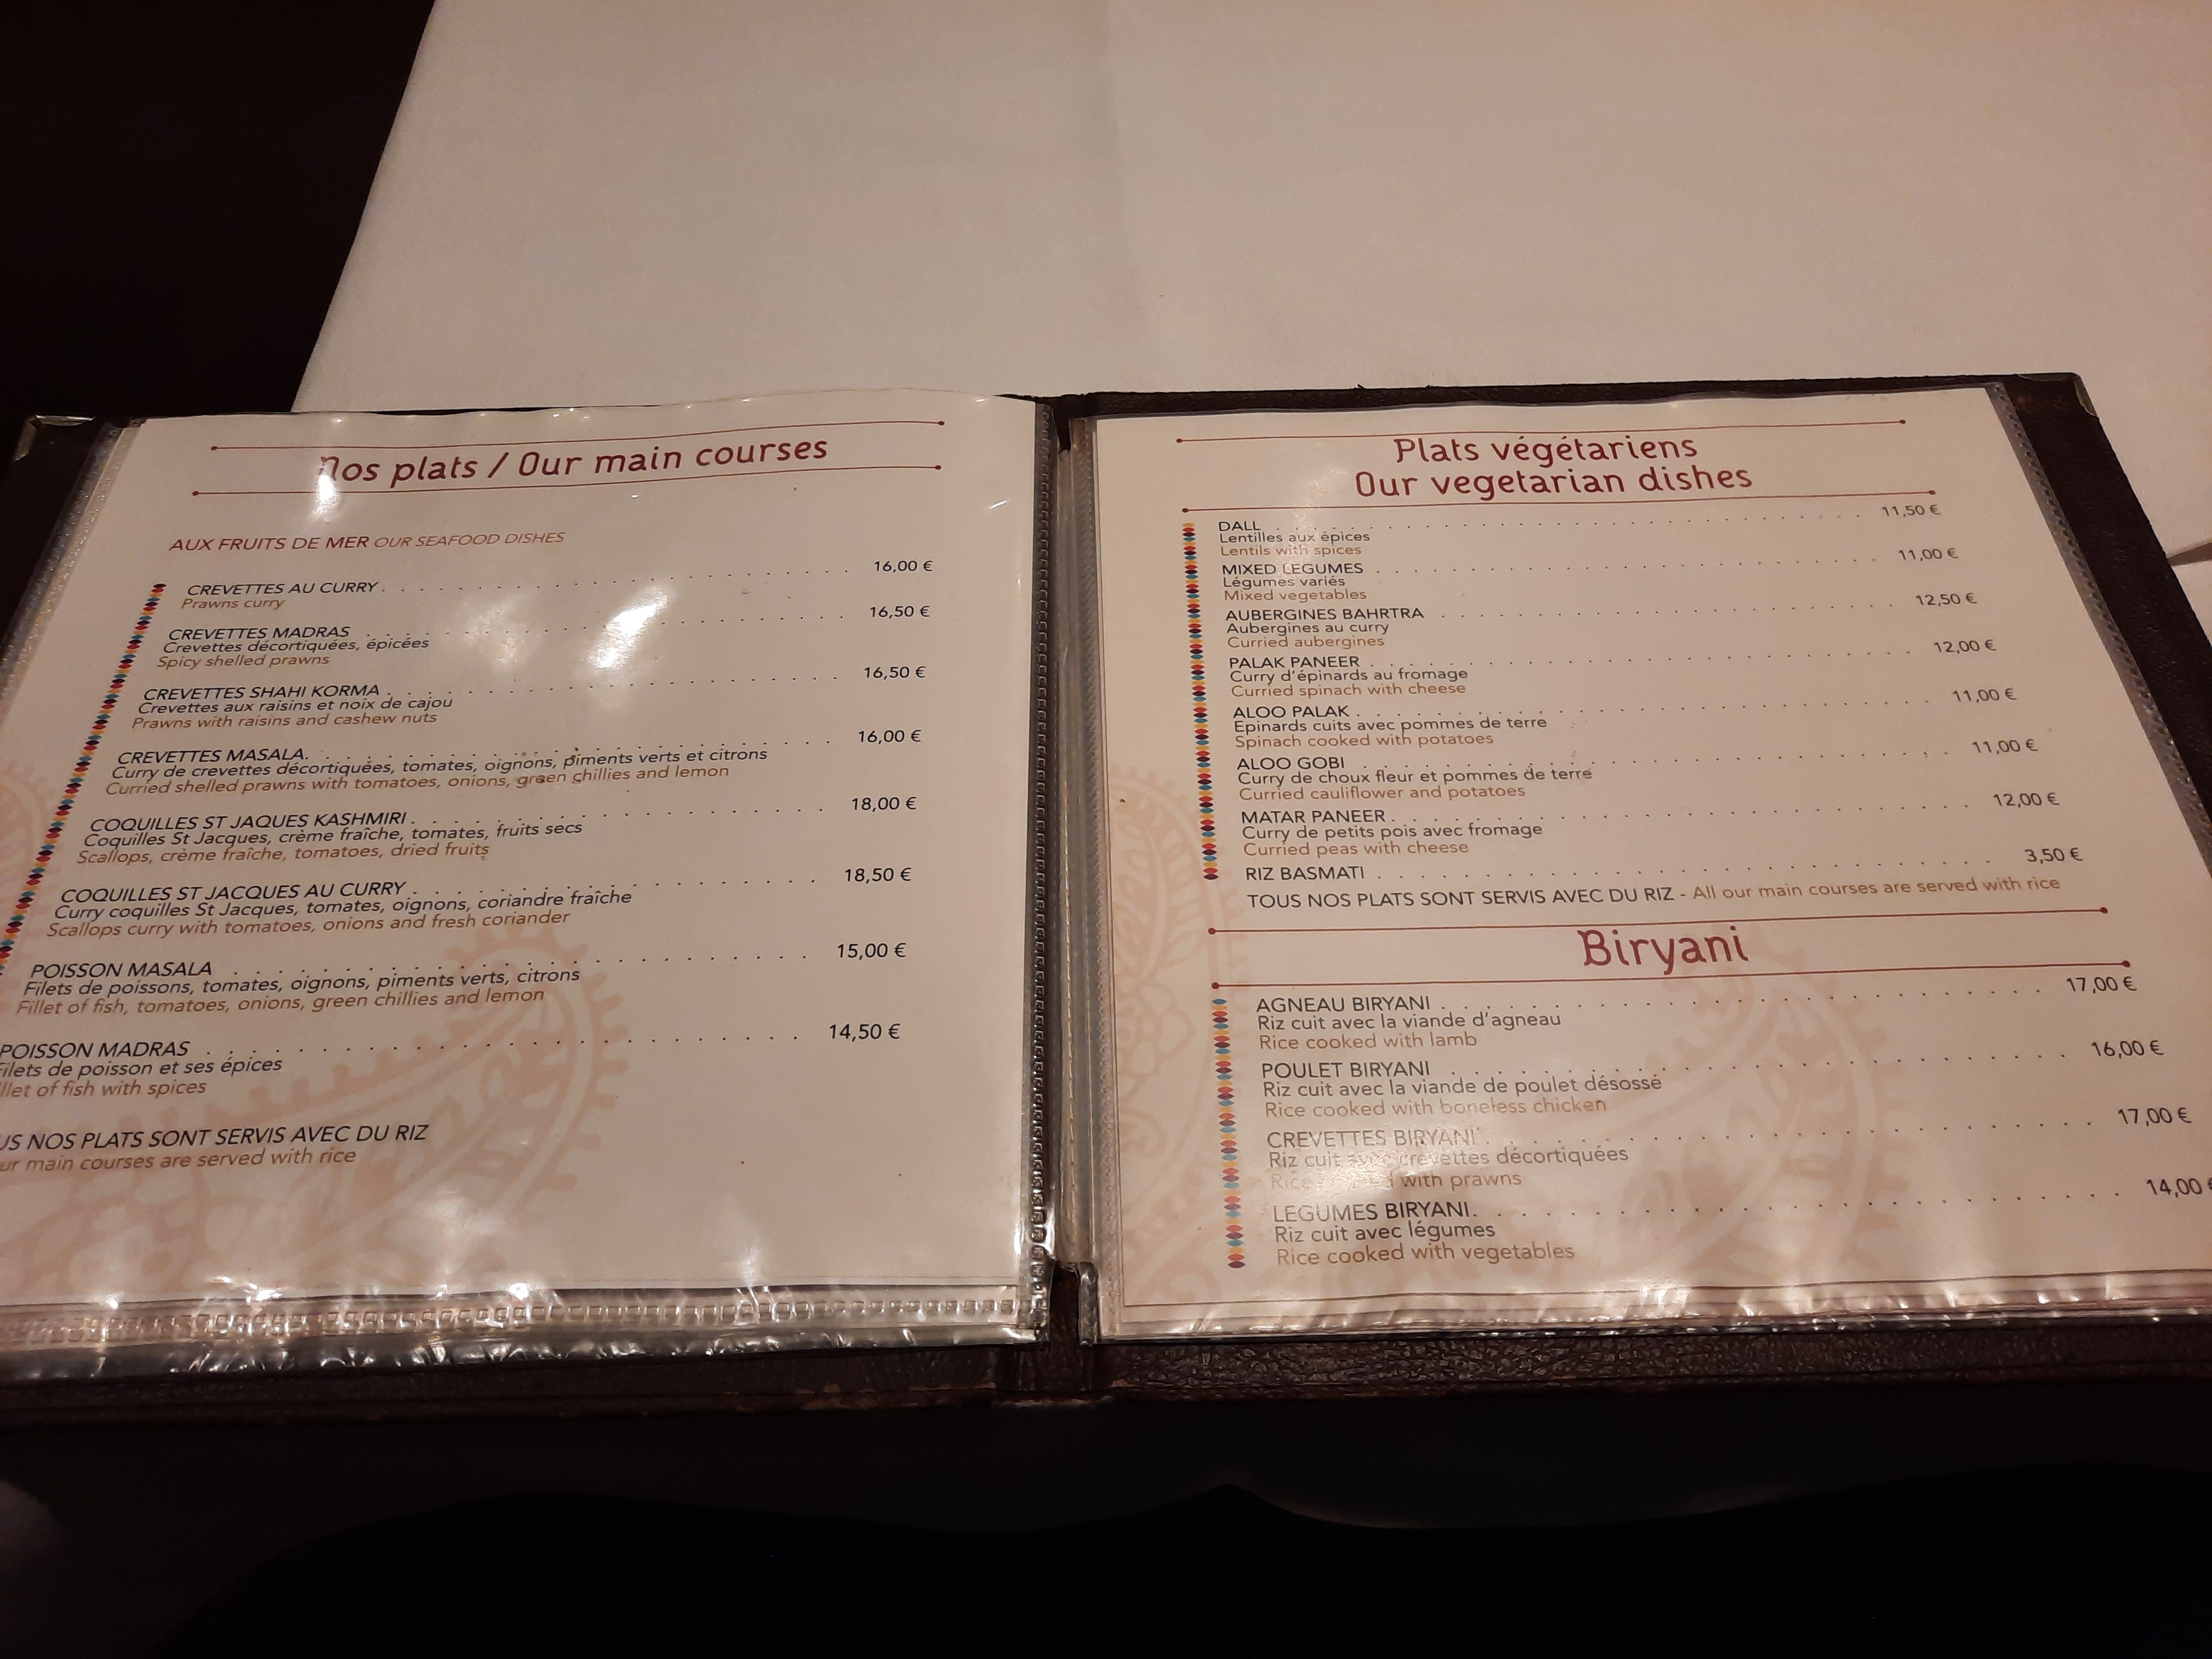 Nos plats / Our main courses
AUX FRUITS DE MER OUR SEAFOOD DISHES
CREVETTES AU CURRY . . . . . . . . . . 16,00 €
Prawns curry
CREVETTES MADRAS . . . . . . . . . . 16,50 €
Crevettes décortiquées, épicées
Spicy shelled prawns
CREVETTES SHAHI KORMA . . . . . . . . . . 16,50 €
Crevettes aux raisins et noix de cajou
Prawns with raisins and cashew nuts
CREVETTES MASALA. . . . . . . . . . 16,00 €
Curry de crevettes décortiquées, tomates, oignons, piments verts et citrons
Curried shelled prawns with tomatoes, onions, green chillies and lemon
COQUILLES ST JAQUES KASHMIRI . . . . . . . . . . 18,00 €
Coquilles St Jacques, crème fraîche, tomates, fruits secs
Scallops, crème fraîche, tomatoes, dried fruits
COQUILLES ST JACQUES AU CURRY . . . . . . . . . . 18,50 €
Curry coquilles St Jacques, tomates, oignons, coriandre fraîche
Scallops curry with tomatoes, onions and fresh coriander
POISSON MASALA . . . . . . . . . . 15,00 €
Filets de poissons, tomates, oignons, piments verts, citrons
Fillet of fish, tomatoes, onions, green chillies and lemon
POISSON MADRAS . . . . . . . . . . 14,50 €
de poisson et ses épices
of fish with spices
NOS PLATS SONT SERVIS AVEC DU RIZ
main courses are served with rice
Plats végétariens
Our vegetarian dishes
DALL . . . . . . . . . . 11,50 €
Lentilles aux épices
Lentils with spices
MIXED LEGUMES . . . . . . . . . . 11,00 €
Légumes variés
Mixed vegetables
AUBERGINES BAHRTRA . . . . . . . . . . 12,50 €
Aubergines au curry
Curried aubergines
PALAK PANEER . . . . . . . . . . 12,00 €
Curry d'épinards au fromage
Curried spinach with cheese
ALOO PALAK . . . . . . . . . . 11,00 €
Epinards cuits avec pommes de terre
Spinach cooked with potatoes
ALOO GOBI . . . . . . . . . . 11,00 €
Curry de choux fleur et pommes de terre
Curried cauliflower and potatoes
MATAR PANEER . . . . . . . . . . 12,00 €
Curry de petits pois avec fromage
Curried peas with cheese
RIZ BASMATI . . . . . . . . . . 3,50 €
TOUS NOS PLATS SONT SERVIS AVEC DU RIZ - All our main courses are served with rice
Biryani
AGNEAU BIRYANI . . . . . . . . . . 17,00 €
Riz cuit avec la viande d'agneau
Rice cooked with lamb
POULET BIRYANI . . . . . . . . . . 16,00 €
Riz cuit avec la viande de poulet désossé
Rice cooked with boneless chicken
CREVETTES BIRYANI . . . . . . . . . . 17,00 €
Riz cuit avec crevettes décortiquées
Rice with prawns
LEGUMES BIRYANI. . . . . . . . . . 14,00 €
Riz cuit avec légumes
Rice cooked with vegetables